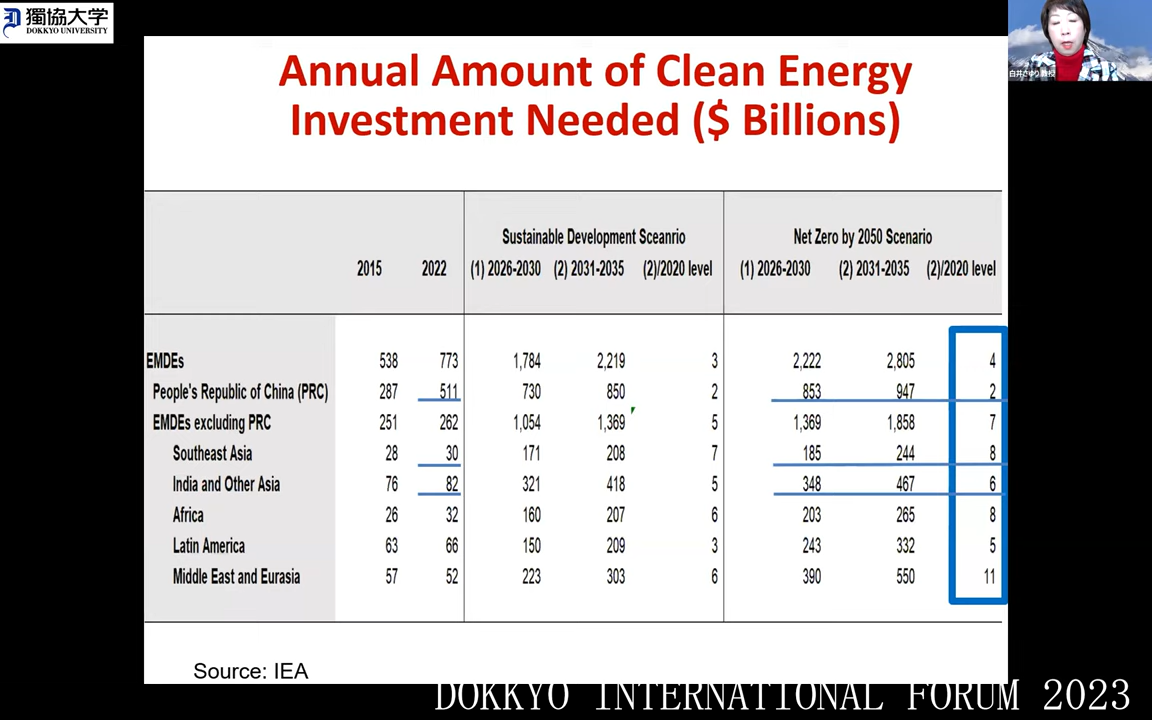 獨協大学
DOKKYO UNIVERSITY
白井さゆり 教授
Annual Amount of Clean Energy
Investment Needed ($ Billions)
Sustainable Development Sceanrio Net Zero by 2050 Scenario
2015 2022 (1) 2026-2030 (2) 2031-2035 (2)/2020 level (1) 2026-2030 (2) 2031-2035 (2)/2020 level
EMDEs 538 773 1,784 2,219 3 2,222 2,805 4
People's Republic of China (PRC) 287 511 730 850 2 853 947 2
EMDEs excluding PRC 251 262 1,054 1,369 5 1,369 1,858 7
Southeast Asia 28 30 171 208 7 185 244 8
India and Other Asia 76 82 321 418 5 348 467 6
Africa 26 32 160 207 6 203 265 8
Latin America 63 66 150 209 3 243 332 5
Middle East and Eurasia 57 52 223 303 6 390 550 11
Source: IEA
DOKKYO INTERNATIONAL FORUM 2023